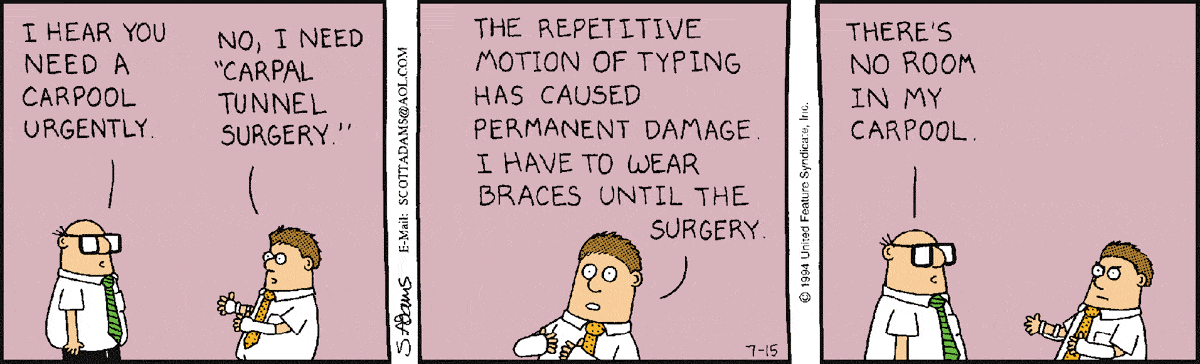 I HEAR YOU
NEED A
CARPOOL
URGENTLY.
NO, I NEED
"CARPAL
TUNNEL
SURGERY."
S.Adams
E-Mail: SCOTTADAMS@AOL.COM
THE REPETITIVE
MOTION OF TYPING
HAS CAUSED
PERMANENT DAMAGE.
I HAVE TO WEAR
BRACES UNTIL THE
SURGERY.
7-15
© 1994 United Feature Syndicate, Inc.
THERE'S
NO ROOM
IN MY
CARPOOL.